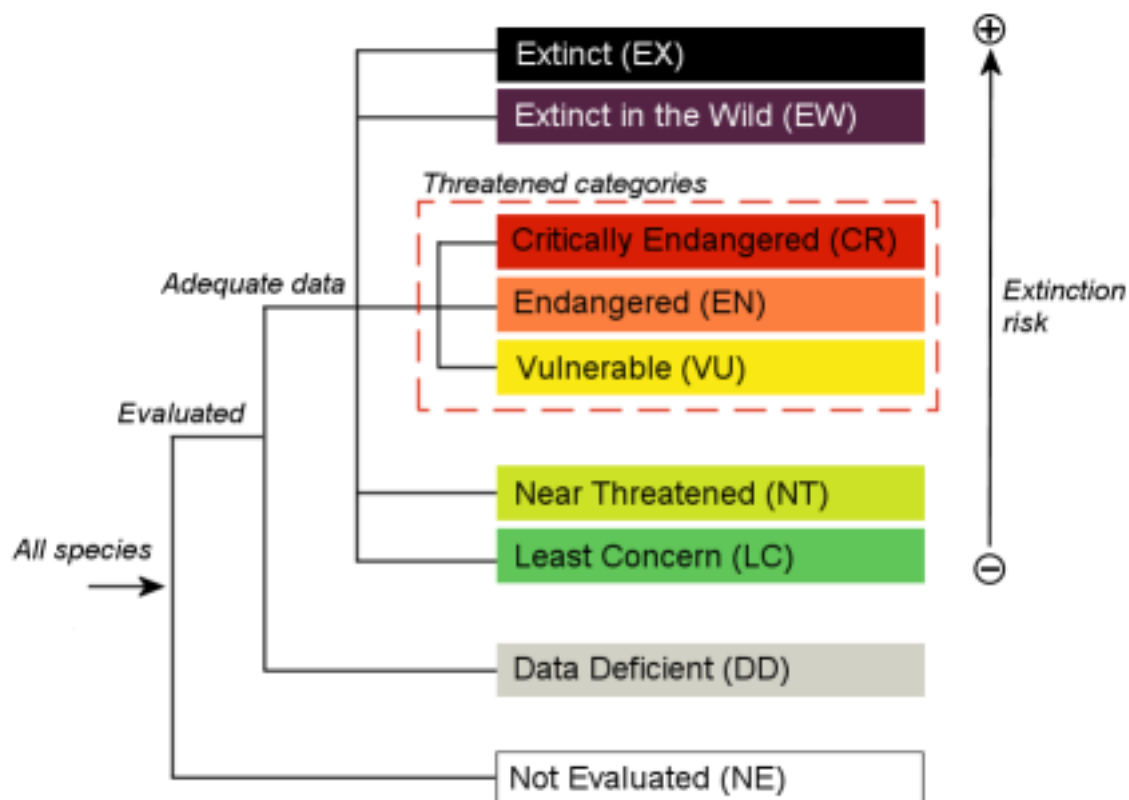 Extinct (EX)
Extinct in the Wild (EW)
Threatened categories
Critically Endangered (CR)
Adequate data
Endangered (EN)
Extinction
risk
Vulnerable (VU)
Evaluated
Near Threatened (NT)
All species
Least Concern (LC)
Data Deficient (DD)
Not Evaluated (NE)